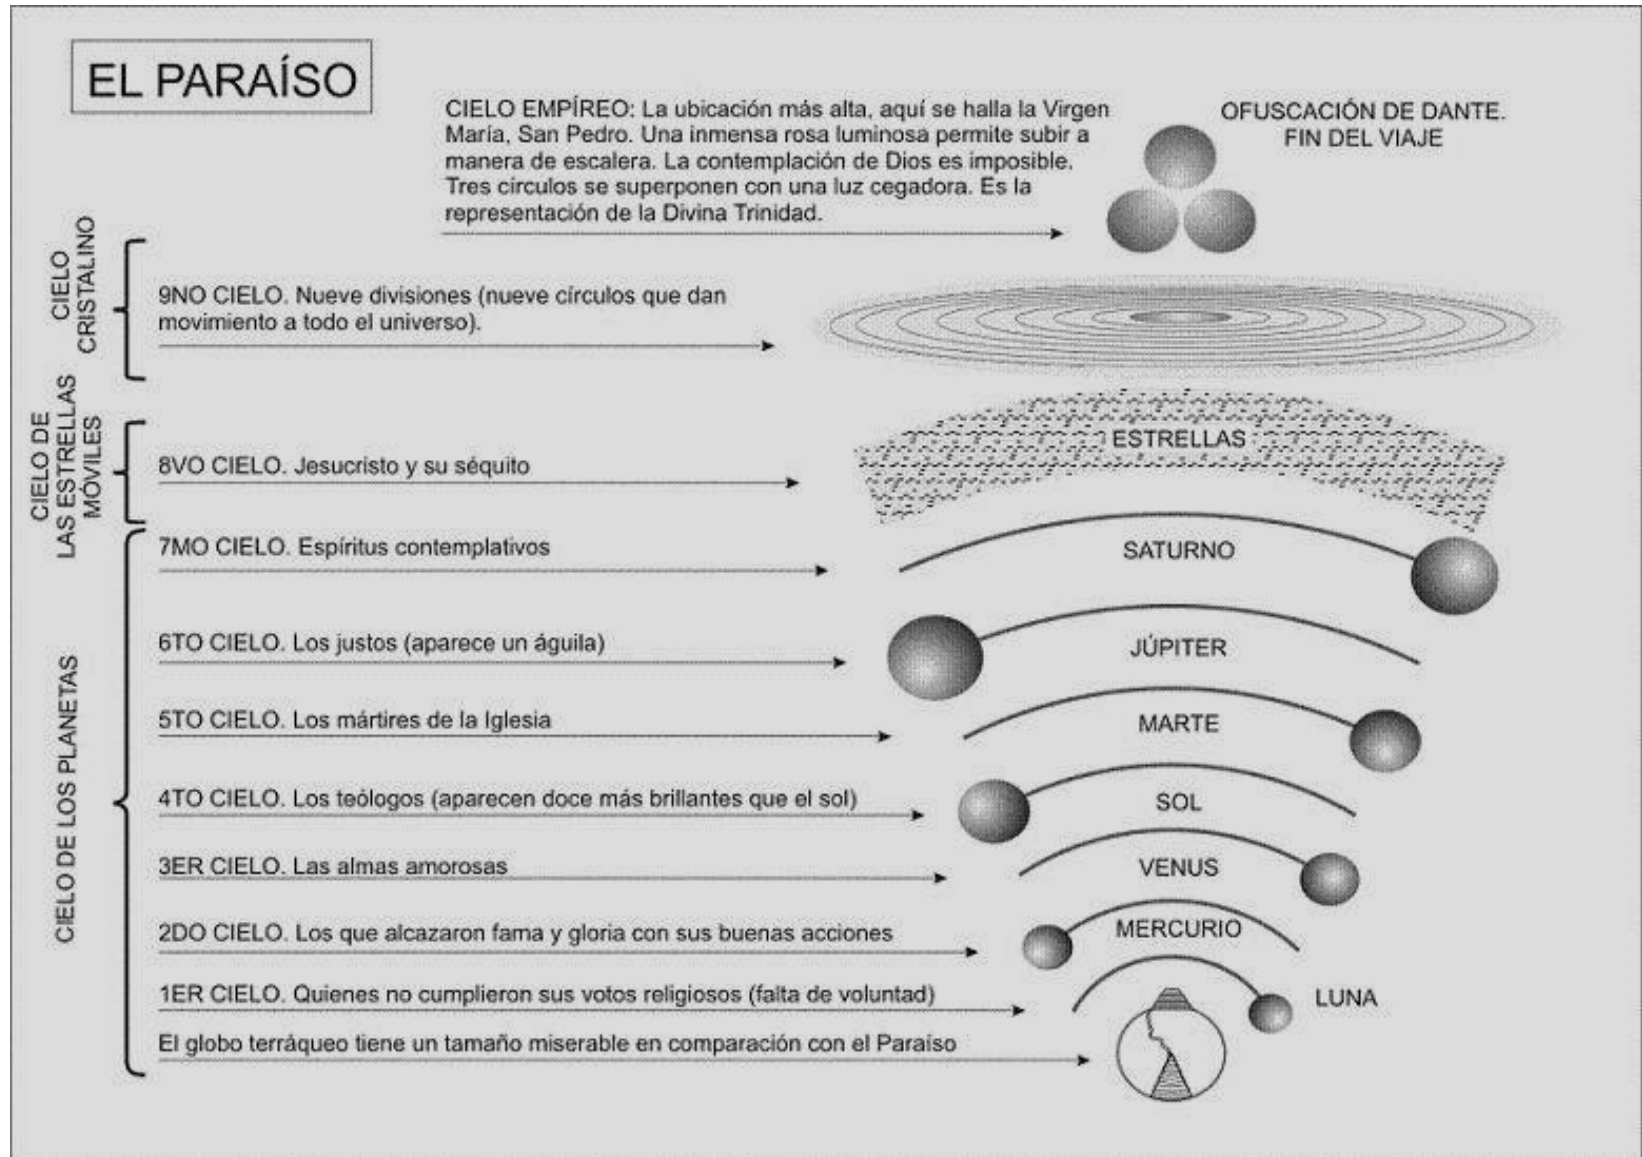 EL PARAÍSO
CIELO EMPÍREO: La ubicación más alta, aquí se halla la Virgen
María, San Pedro. Una inmensa rosa luminosa permite subir a
manera de escalera. La contemplación de Dios es imposible.
Tres círculos se superponen con una luz cegadora. Es la
representación de la Divina Trinidad.
OFUSCACIÓN DE DANTE.
FIN DEL VIAJE
CIELO
CRISTALINO
9NO CIELO. Nueve divisiones (nueve círculos que dan
movimiento a todo el universo).
CIELO DE
LAS ESTRELLAS
MÓVILES
8VO CIELO. Jesucristo y su séquito
ESTRELLAS
CIELO DE LOS PLANETAS
7MO CIELO. Espíritus contemplativos
SATURNO
6TO CIELO. Los justos (aparece un águila)
JÚPITER
5TO CIELO. Los mártires de la Iglesia
MARTE
4TO CIELO. Los teólogos (aparecen doce más brillantes que el sol)
SOL
3ER CIELO. Las almas amorosas
VENUS
2DO CIELO. Los que alcazaron fama y gloria con sus buenas acciones
MERCURIO
1ER CIELO. Quienes no cumplieron sus votos religiosos (falta de voluntad)
LUNA
El globo terráqueo tiene un tamaño miserable en comparación con el Paraíso